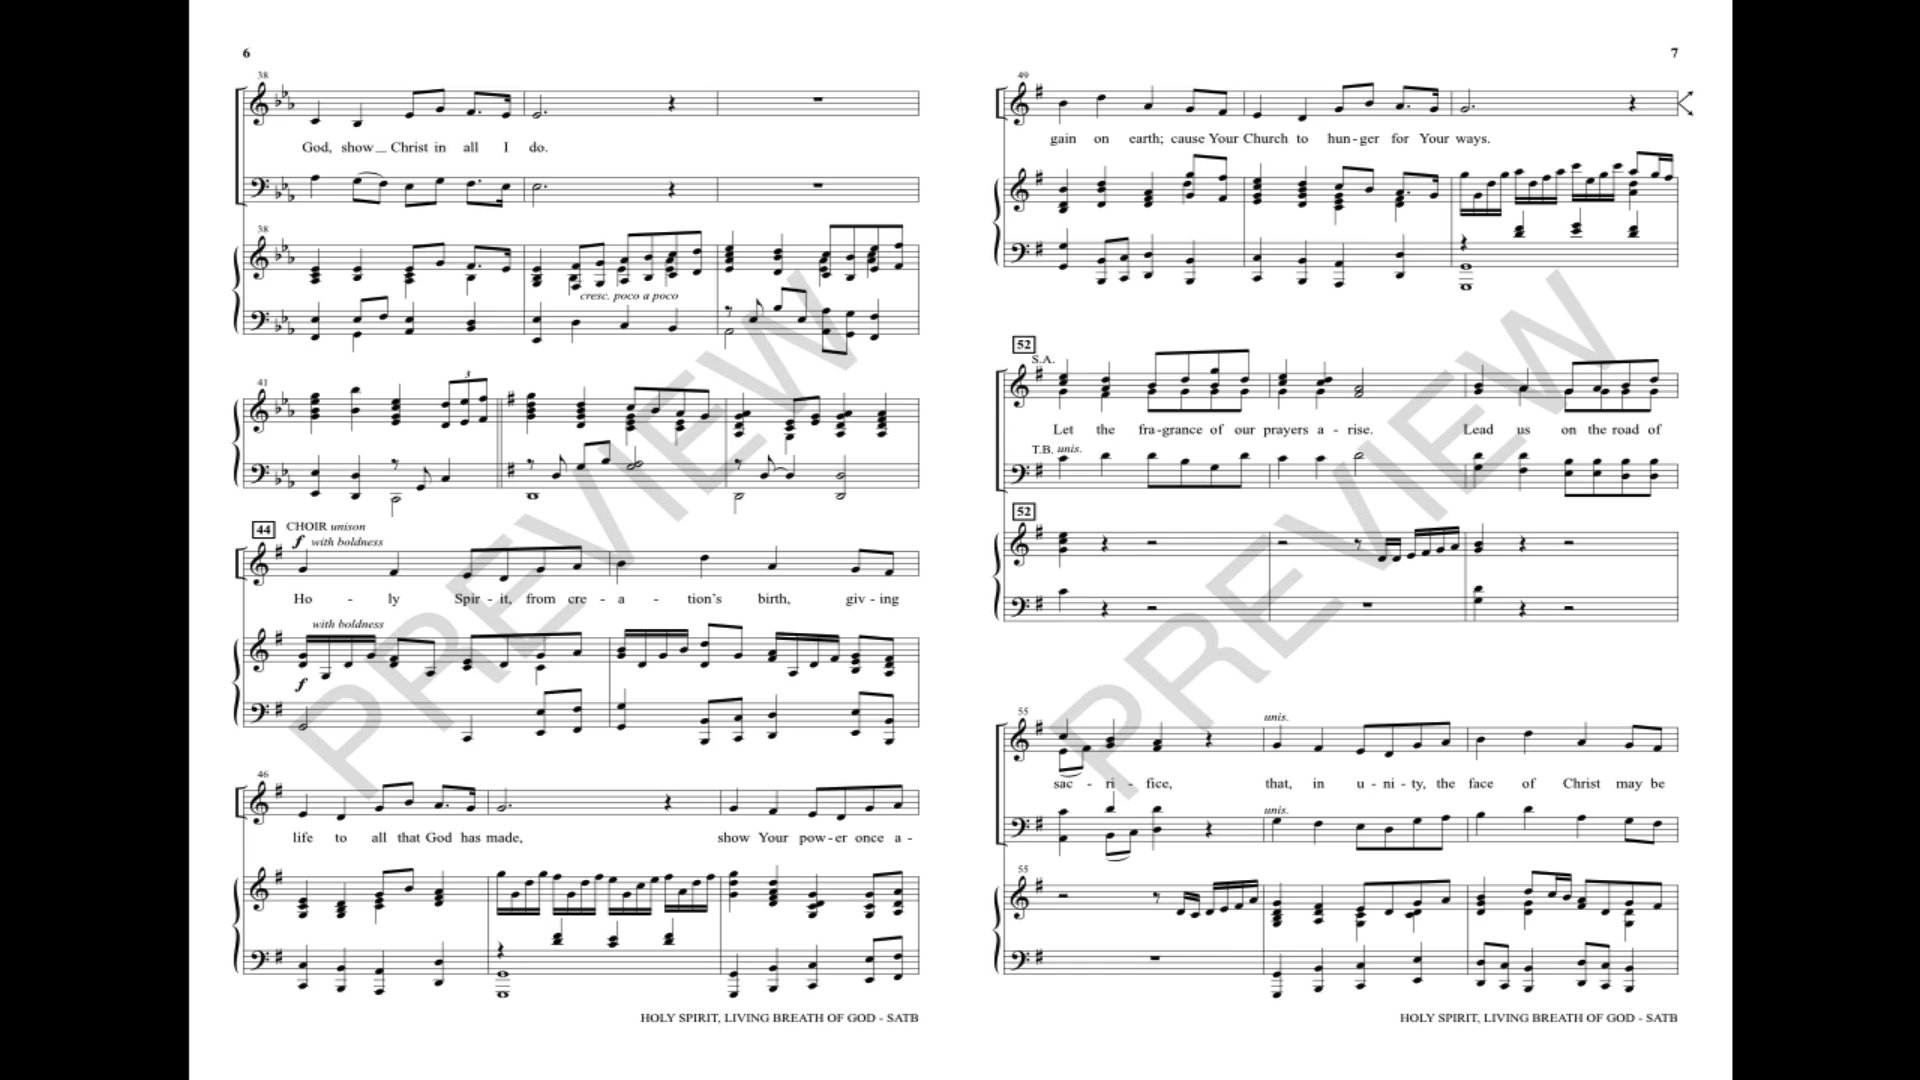 6
38
God, show_ Christ in all I do.
38
cresc. poco a poco
41
3
44 CHOIR unison
f with boldness
Ho - ly Spir - it, from cre - a - tion's birth, giv - ing
with boldness
f
46
life to all that God has made, show Your pow - er once a -
HOLY SPIRIT, LIVING BREATH OF GOD - SATB
7
49
gain on earth; cause Your Church to hun - ger for Your ways.
52
S.A.
Let the fra - grance of our prayers a - rise. Lead us on the road of
T.B. unis.
52
55
unis.
sac - ri - fice, that, in u - ni - ty, the face of Christ may be
unis.
55
HOLY SPIRIT, LIVING BREATH OF GOD - SATB
PREVIEW
PREVIEW